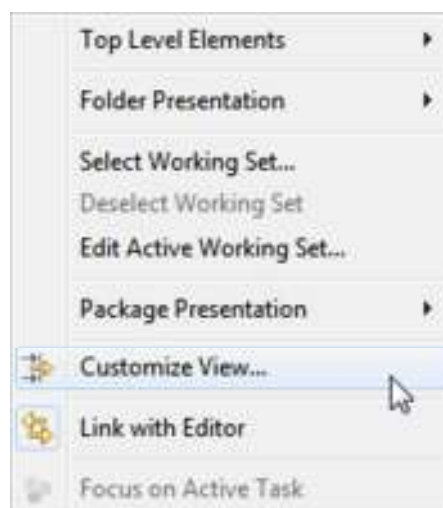 Top Level Elements
Folder Presentation
Select Working Set...
Deselect Working Set
Edit Active Working Set...
Package Presentation
Customize View...
Link with Editor
Focus on Active Task